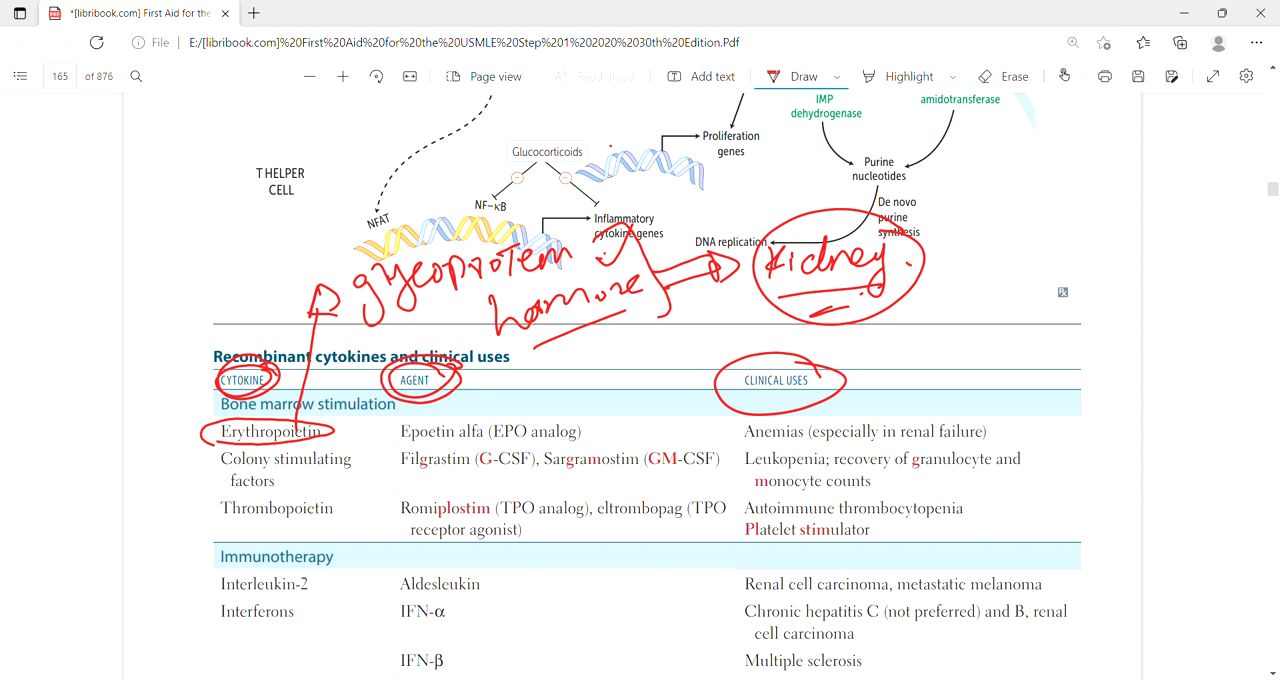 *[libribook.com] First Aid for the
File E:/[libribook.com]%20First%20Aid%20for%20the%20USMLE%20Step%201%202020%2030th%20Edition.Pdf
165 of 876 Page view Read aloud Add text Draw Highlight Erase
IMP dehydrogenase
amidotransferase
Proliferation genes
Glucocorticoids
Purine nucleotides
T HELPER CELL
NF-κB
De novo purine synthesis
NFAT
Inflammatory cytokine genes
DNA replication
glycoprotem
hormone
Kidney.
Rx
Recombinant cytokines and clinical uses
CYTOKINE AGENT CLINICAL USES
Bone marrow stimulation
Erythropoietin Epoetin alfa (EPO analog) Anemias (especially in renal failure)
Colony stimulating Filgrastim (G-CSF), Sargramostim (GM-CSF) Leukopenia; recovery of granulocyte and
factors monocyte counts
Thrombopoietin Romiplostim (TPO analog), eltrombopag (TPO Autoimmune thrombocytopenia
receptor agonist) Platelet stimulator
Immunotherapy
Interleukin-2 Aldesleukin Renal cell carcinoma, metastatic melanoma
Interferons IFN-α Chronic hepatitis C (not preferred) and B, renal
cell carcinoma
IFN-β Multiple sclerosis